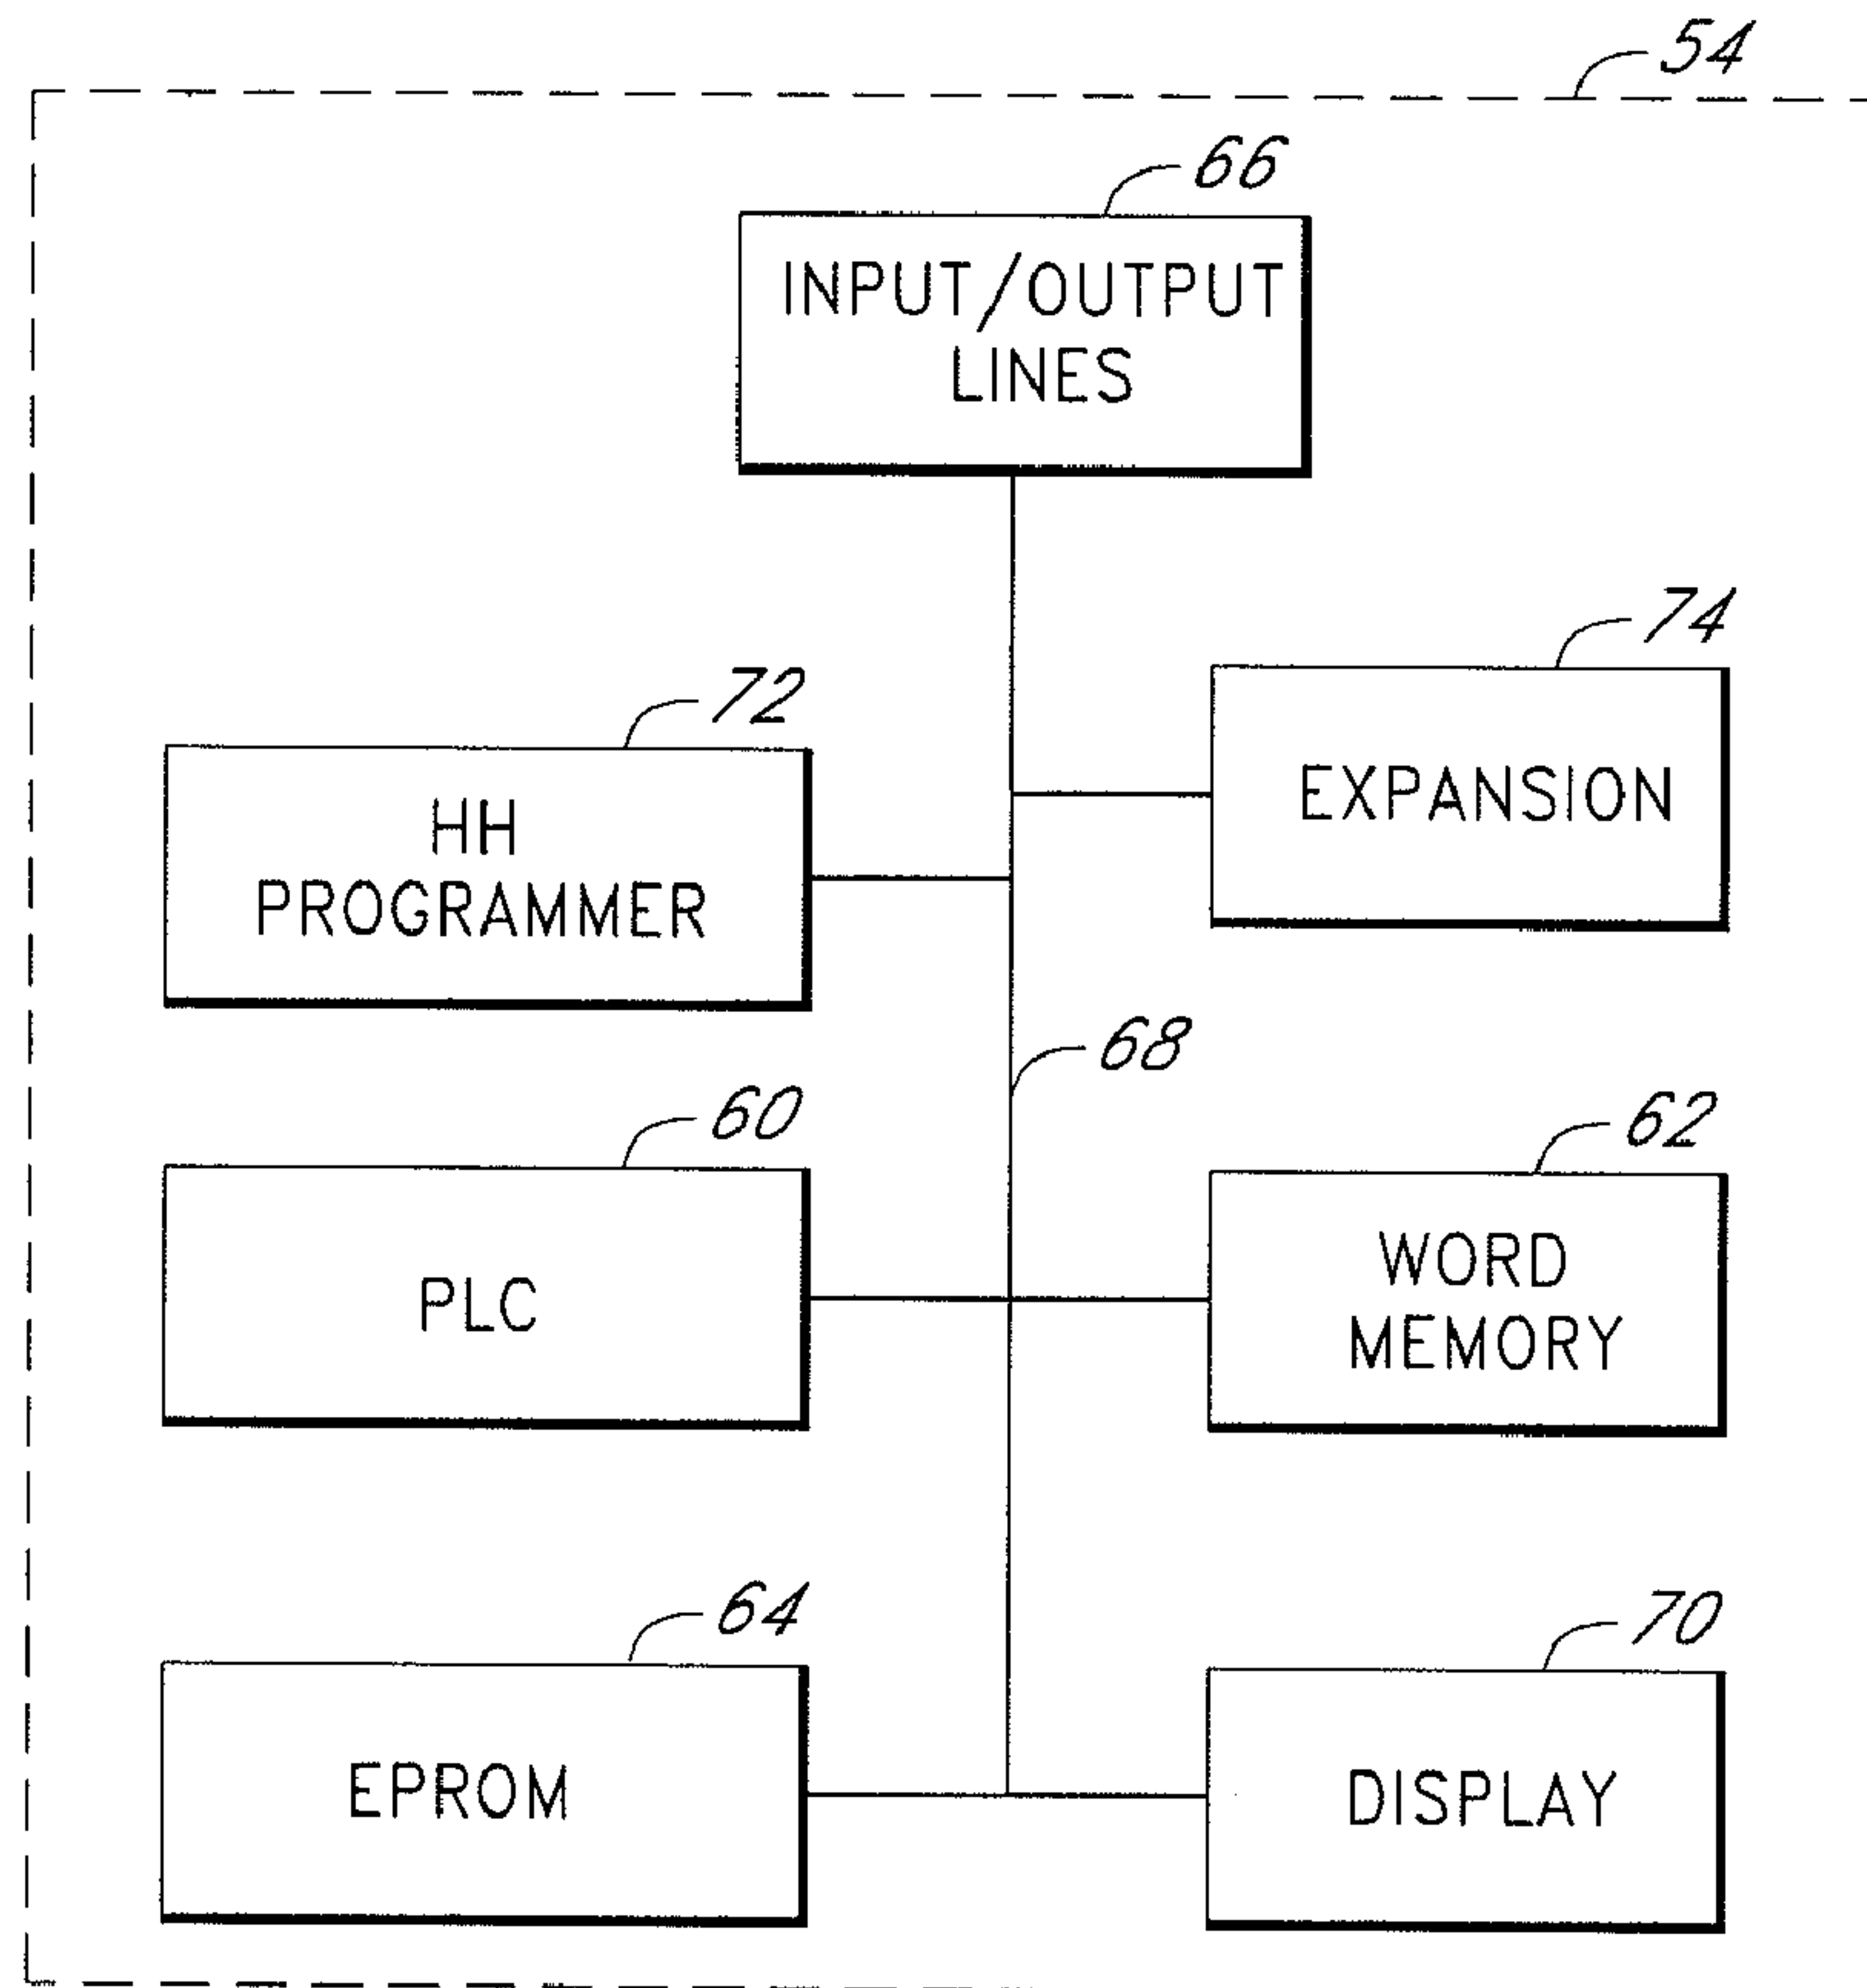 54
66
INPUT/OUTPUT
LINES
74
72
EXPANSION
HH
PROGRAMMER
68
60
62
PLC
WORD
MEMORY
64
70
EPROM
DISPLAY